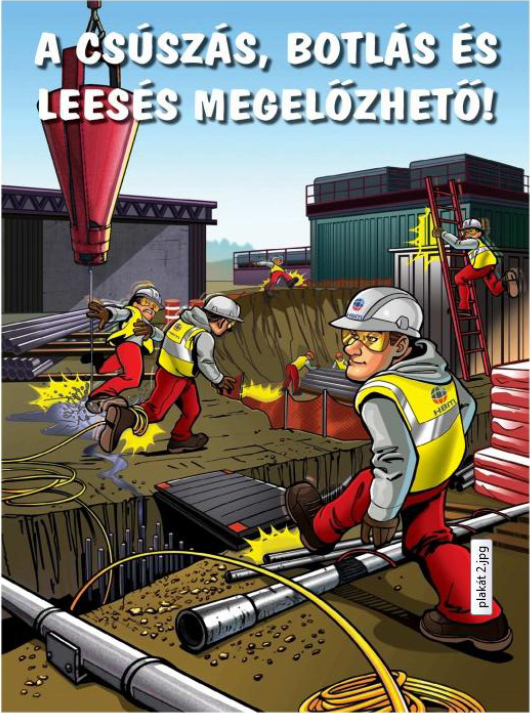 A CSÚSZÁS, BOTLÁS ÉS
LEESÉS MEGELŐZHETŐ!
HBM
plakát 2.jpg